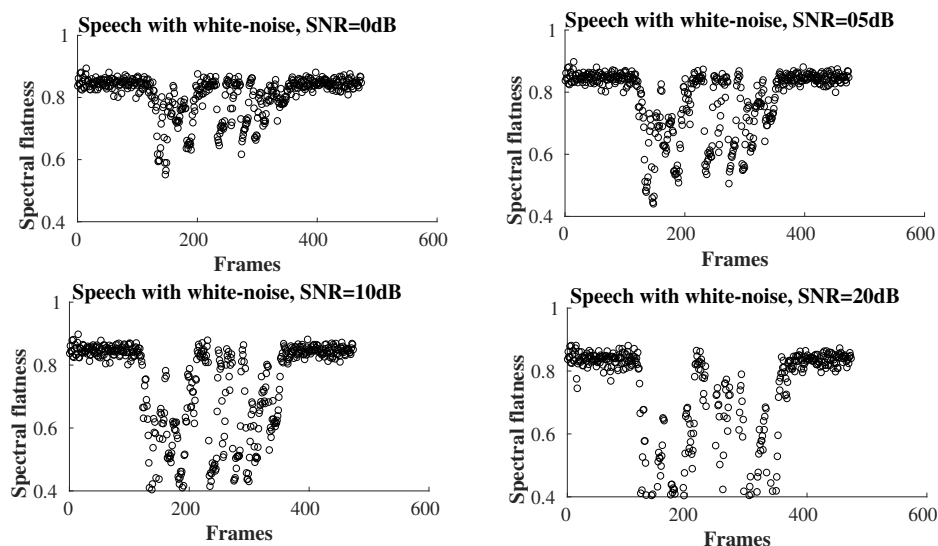 Speech with white-noise, SNR=0dB
1
0.8
0.6
0.4
Spectral flatness
0
200
400
600
Frames
Speech with white-noise, SNR=05dB
1
0.8
0.6
0.4
Spectral flatness
0
200
400
600
Frames
Speech with white-noise, SNR=10dB
1
0.8
0.6
0.4
Spectral flatness
0
200
400
600
Frames
Speech with white-noise, SNR=20dB
1
0.8
0.6
0.4
Spectral flatness
0
200
400
600
Frames